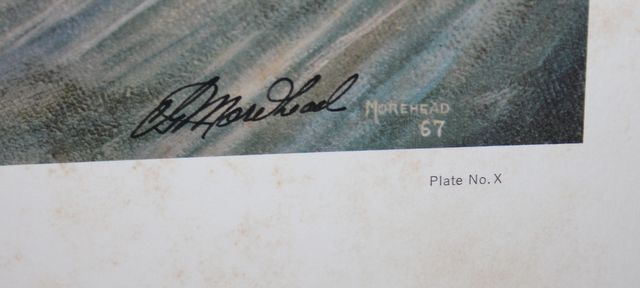 Morehead
MOREHEAD
67
Plate No. X